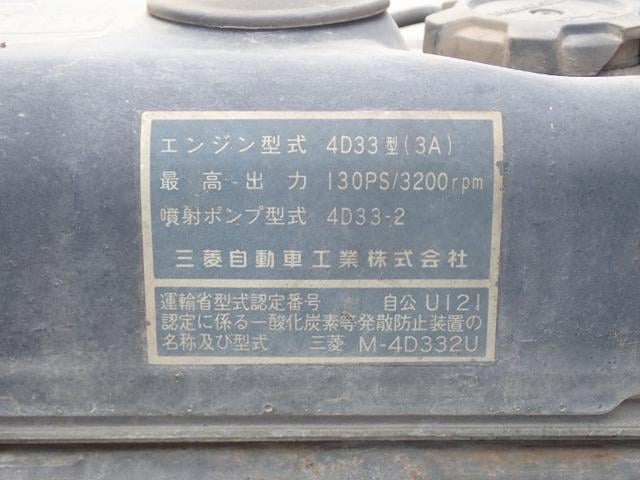 エンジン型式 4D33型(3A)
最高出力 130PS/3200rpm
噴射ポンプ型式 4D33-2
三菱自動車工業株式会社
運輸省型式認定番号 自公 U121
認定に係る一酸化炭素等発散防止装置の
名称及び型式 三菱 M-4D332U